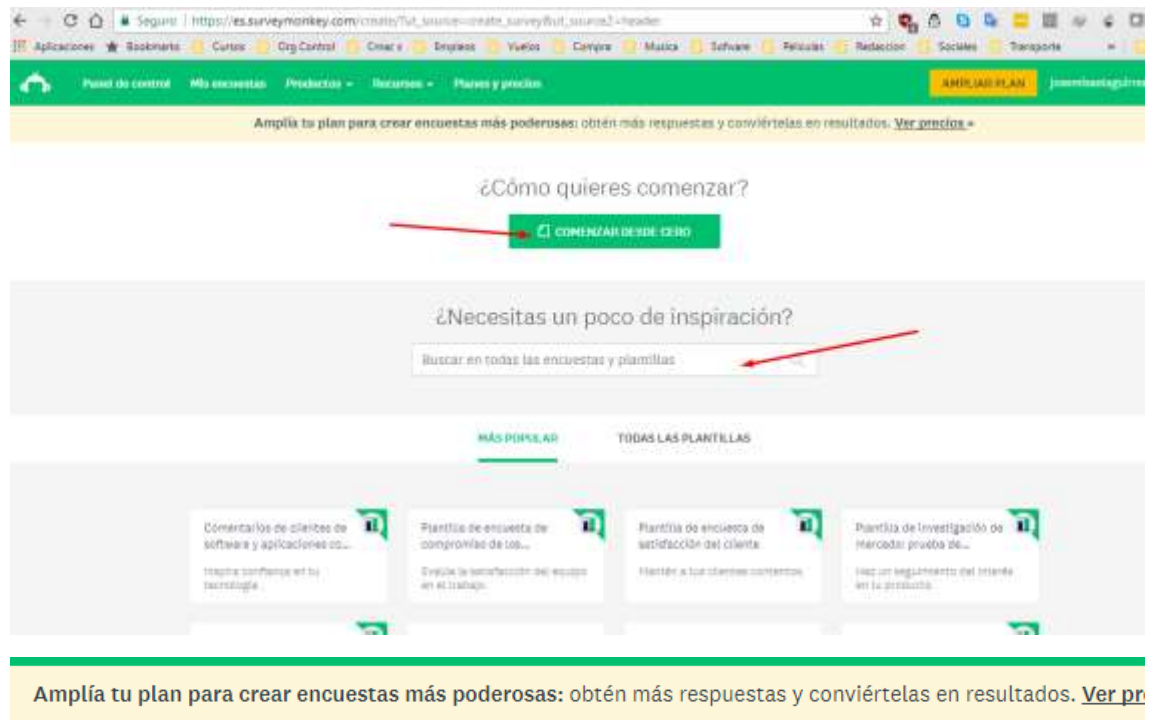 Seguro | https://es.surveymonkey.com/create/?ut_source=create_survey&ut_source2=header
Aplicaciones Bookmarks Cursos Org Control Crear Empleos Vuelos Compra Musica Software Peliculas Redaccion Sociales Transporte »
Panel de control Mis encuestas Productos Recursos Planes y precios AMPLIAR PLAN
Amplía tu plan para crear encuestas más poderosas: obtén más respuestas y conviértelas en resultados. Ver precios »
¿Cómo quieres comenzar?
COMENZAR DESDE CERO
¿Necesitas un poco de inspiración?
Buscar en todas las encuestas y plantillas
MÁS POPULAR TODAS LAS PLANTILLAS
Comentarios de clientes de software y aplicaciones co...
Inspira confianza en tu tecnología
Plantilla de encuesta de compromiso de los...
Evalúa la satisfacción del equipo en el trabajo.
Plantilla de encuesta de satisfacción del cliente
Mantén a tus clientes contentos.
Plantilla de investigación de mercado: prueba de...
Haz un seguimiento del interés en tu producto.
Amplía tu plan para crear encuestas más poderosas: obtén más respuestas y conviértelas en resultados. Ver pr